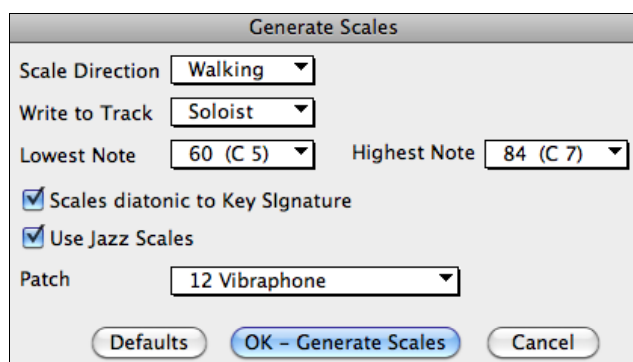 Generate Scales
Scale Direction Walking
Write to Track Soloist
Lowest Note 60 (C 5) Highest Note 84 (C 7)
Scales diatonic to Key SIgnature
Use Jazz Scales
Patch 12 Vibraphone
Defaults OK - Generate Scales Cancel